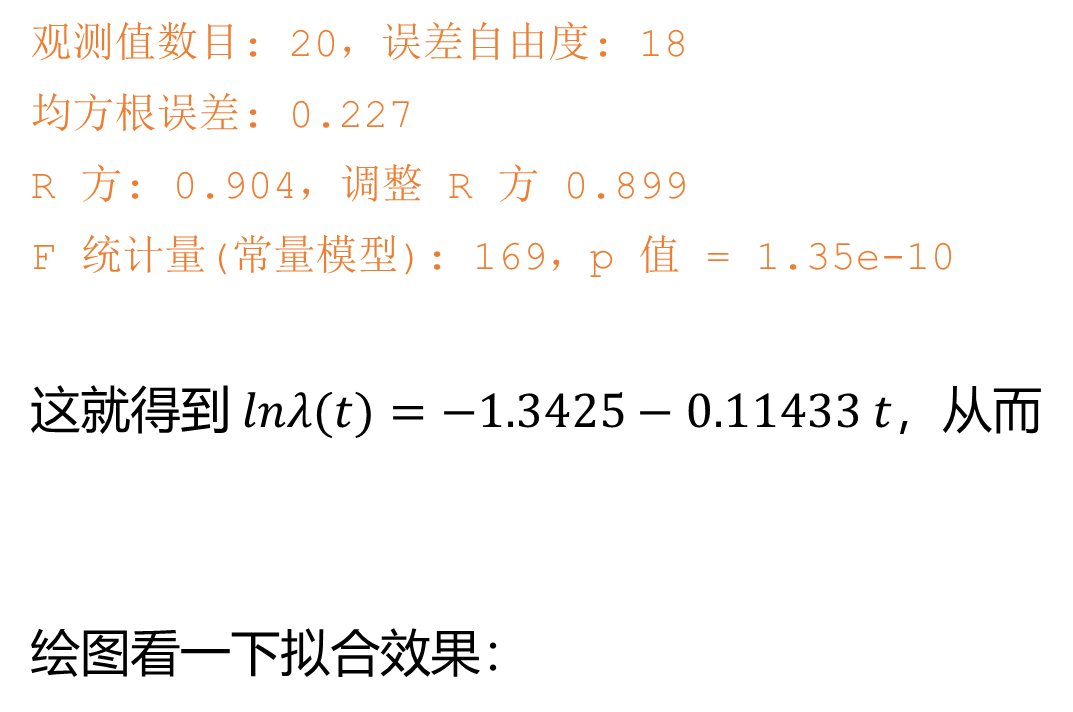 观测值数目: 20，误差自由度: 18
均方根误差: 0.227
R 方: 0.904，调整 R 方 0.899
F 统计量(常量模型): 169，p 值 = 1.35e-10
这就得到 lnλ(t) = −1.3425 − 0.11433 t，从而
绘图看一下拟合效果：